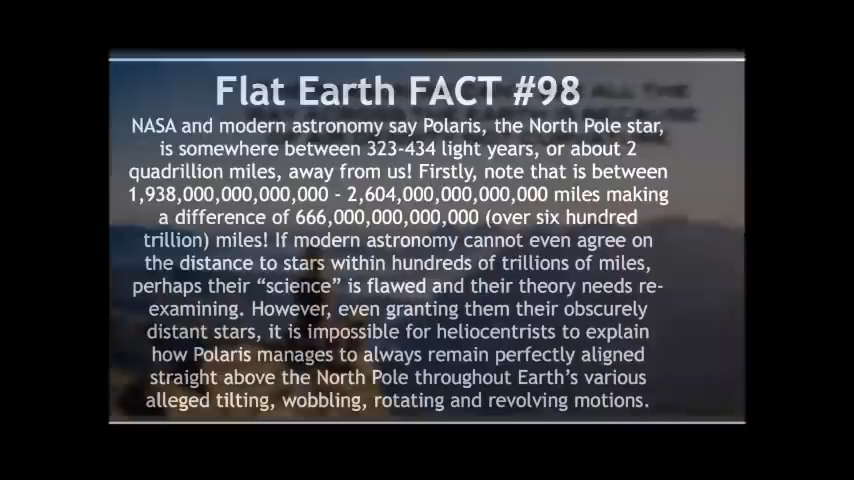 Flat Earth FACT #98
NASA and modern astronomy say Polaris, the North Pole star,
is somewhere between 323-434 light years, or about 2
quadrillion miles, away from us! Firstly, note that is between
1,938,000,000,000,000 - 2,604,000,000,000,000 miles making
a difference of 666,000,000,000,000 (over six hundred
trillion) miles! If modern astronomy cannot even agree on
the distance to stars within hundreds of trillions of miles,
perhaps their “science” is flawed and their theory needs re-
examining. However, even granting them their obscurely
distant stars, it is impossible for heliocentrists to explain
how Polaris manages to always remain perfectly aligned
straight above the North Pole throughout Earth’s various
alleged tilting, wobbling, rotating and revolving motions.